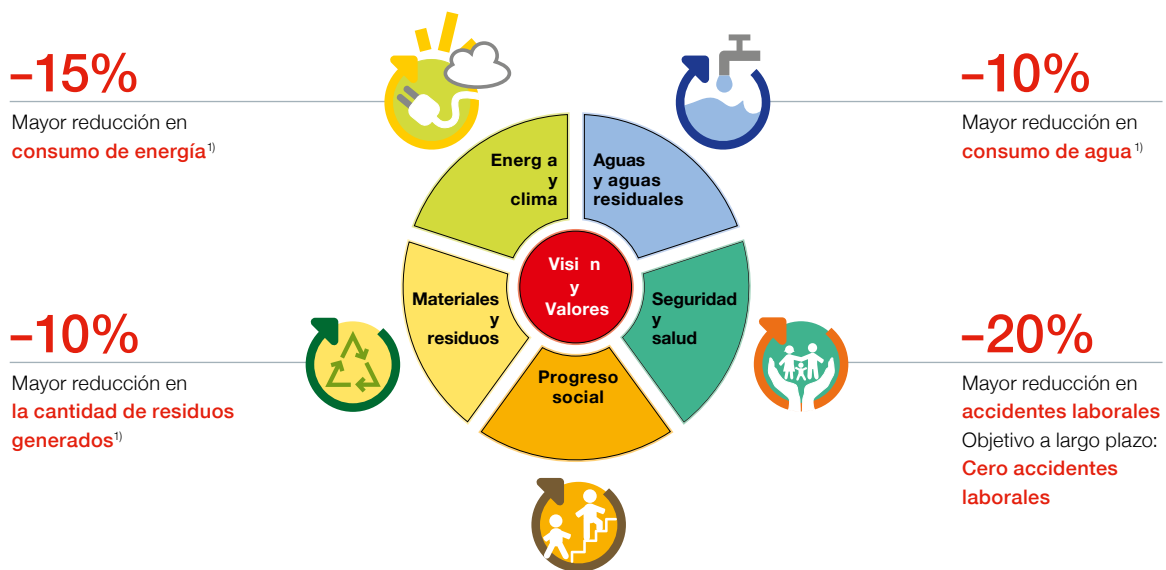 –15%
Mayor reducción en
consumo de energía¹⁾
–10%
Mayor reducción en
consumo de agua¹⁾
Energ a
y
clima
Aguas
y aguas
residuales
Visi n
y
Valores
Materiales
y
residuos
Seguridad
y
salud
Progreso
social
–10%
Mayor reducción en
la cantidad de residuos
generados¹⁾
–20%
Mayor reducción en
accidentes laborales
Objetivo a largo plazo:
Cero accidentes
laborales